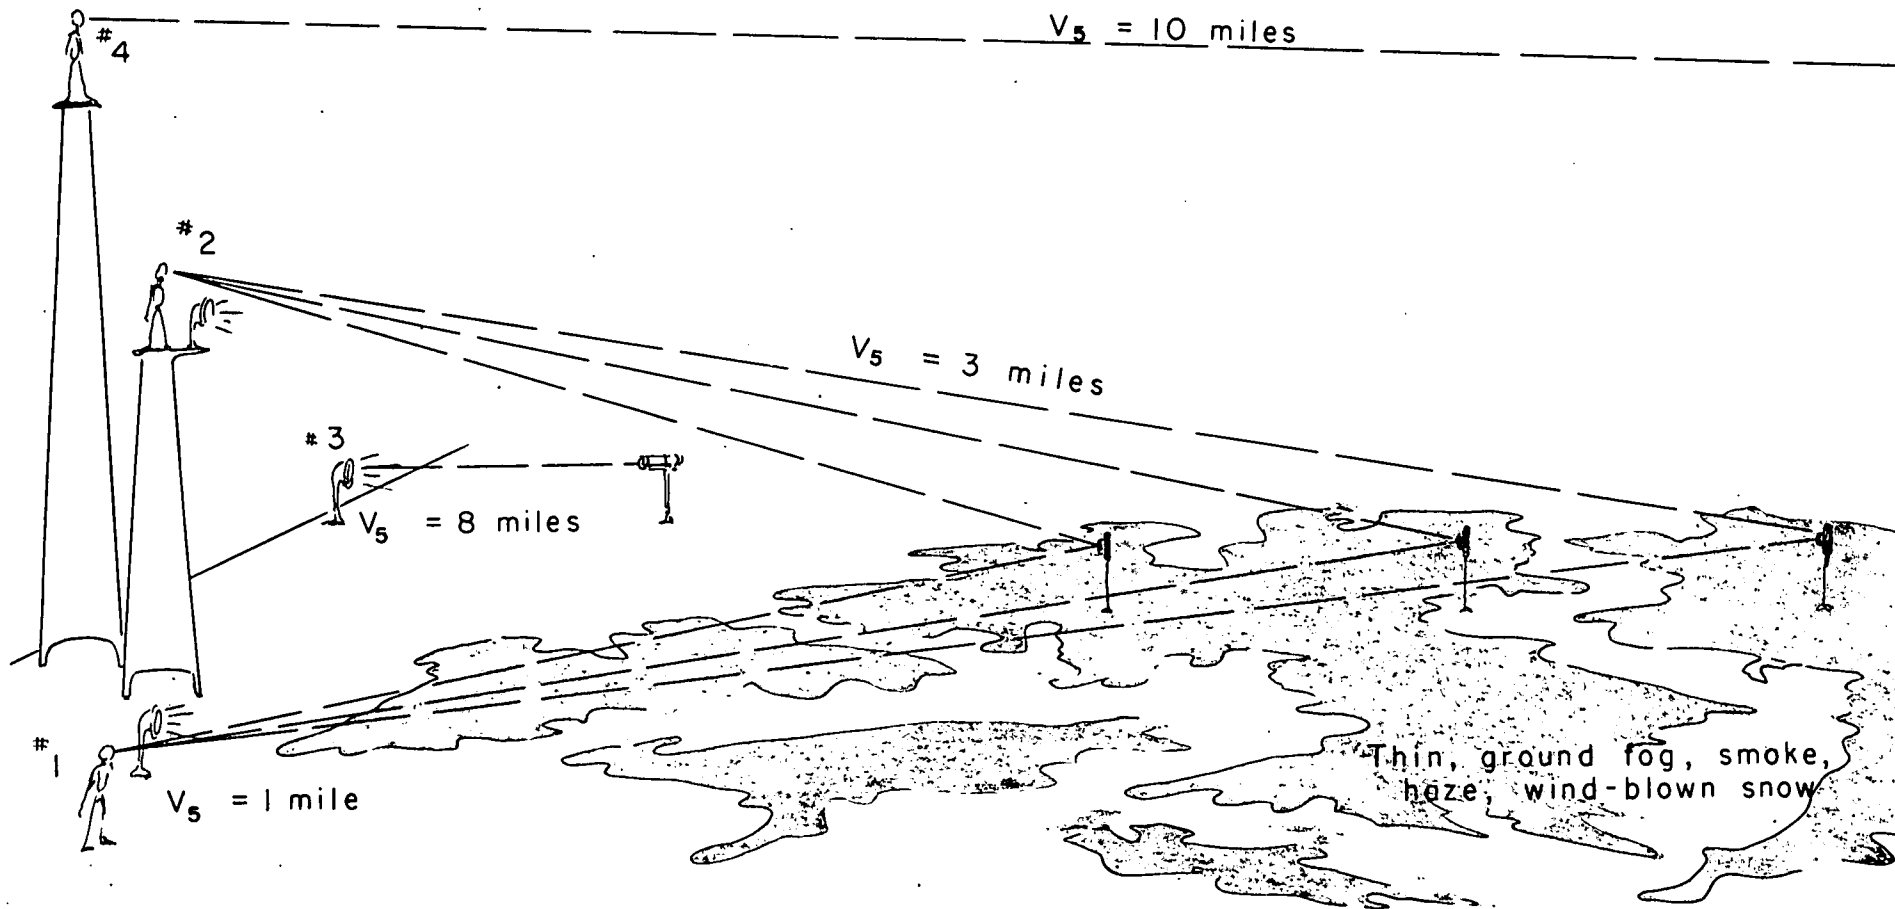 V5 = 10 miles
#4
#2
V5 = 3 miles
#3
V5 = 8 miles
#1
V5 = 1 mile
Thin, ground fog, smoke,
haze, wind-blown snow